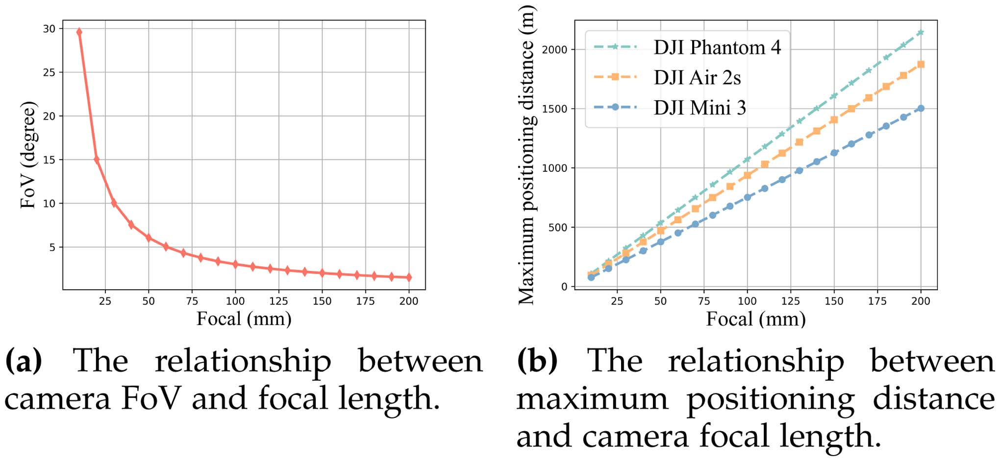 30
25
20
15
10
5
FoV (degree)
25 50 75 100 125 150 175 200
Focal (mm)
(a) The relationship between
camera FoV and focal length.
Maximum positioning distance (m)
2000
1500
1000
500
0
DJI Phantom 4
DJI Air 2s
DJI Mini 3
25 50 75 100 125 150 175 200
Focal (mm)
(b) The relationship between
maximum positioning distance
and camera focal length.